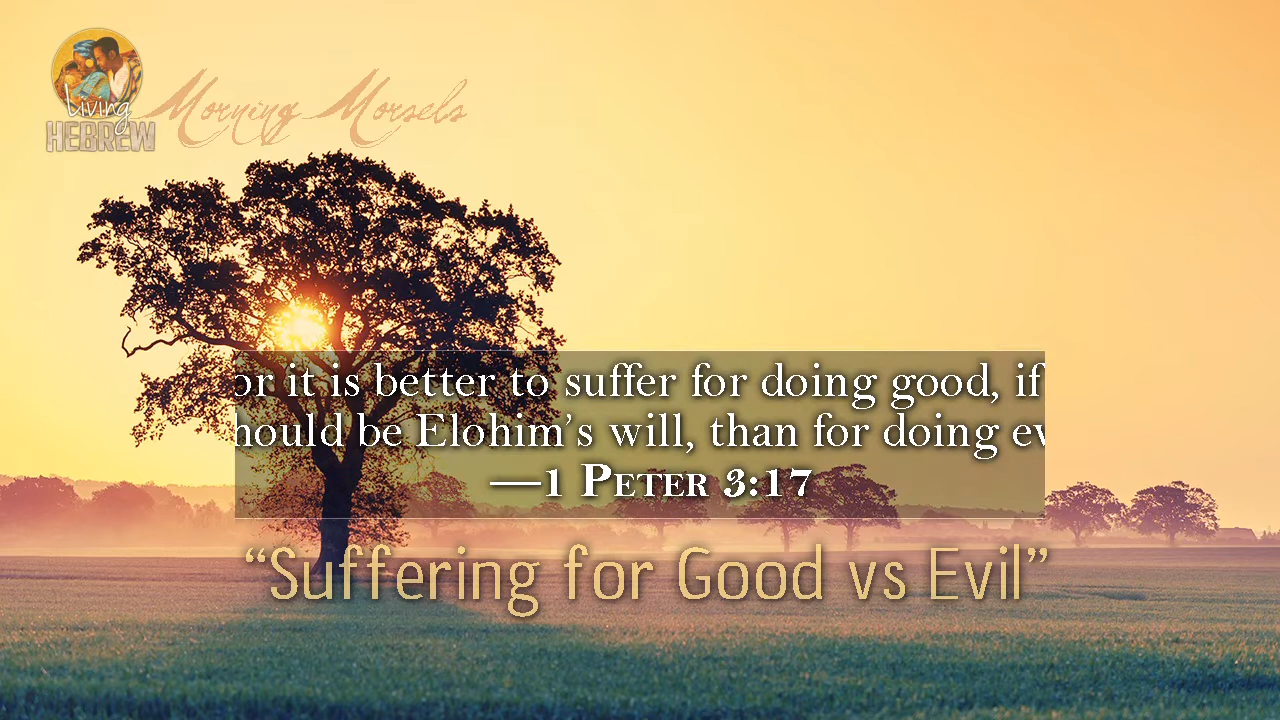 Living
HEBREW
Morning Morsels
or it is better to suffer for doing good, if
hould be Elohim’s will, than for doing ev
—1 Peter 3:17
“Suffering for Good vs Evil”